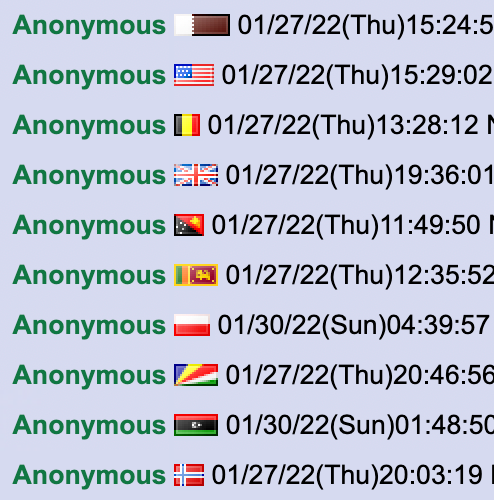 Anonymous 01/27/22(Thu)15:24:5
Anonymous 01/27/22(Thu)15:29:02
Anonymous 01/27/22(Thu)13:28:12 N
Anonymous 01/27/22(Thu)19:36:01
Anonymous 01/27/22(Thu)11:49:50 N
Anonymous 01/27/22(Thu)12:35:52
Anonymous 01/30/22(Sun)04:39:57
Anonymous 01/27/22(Thu)20:46:56
Anonymous 01/30/22(Sun)01:48:50
Anonymous 01/27/22(Thu)20:03:19